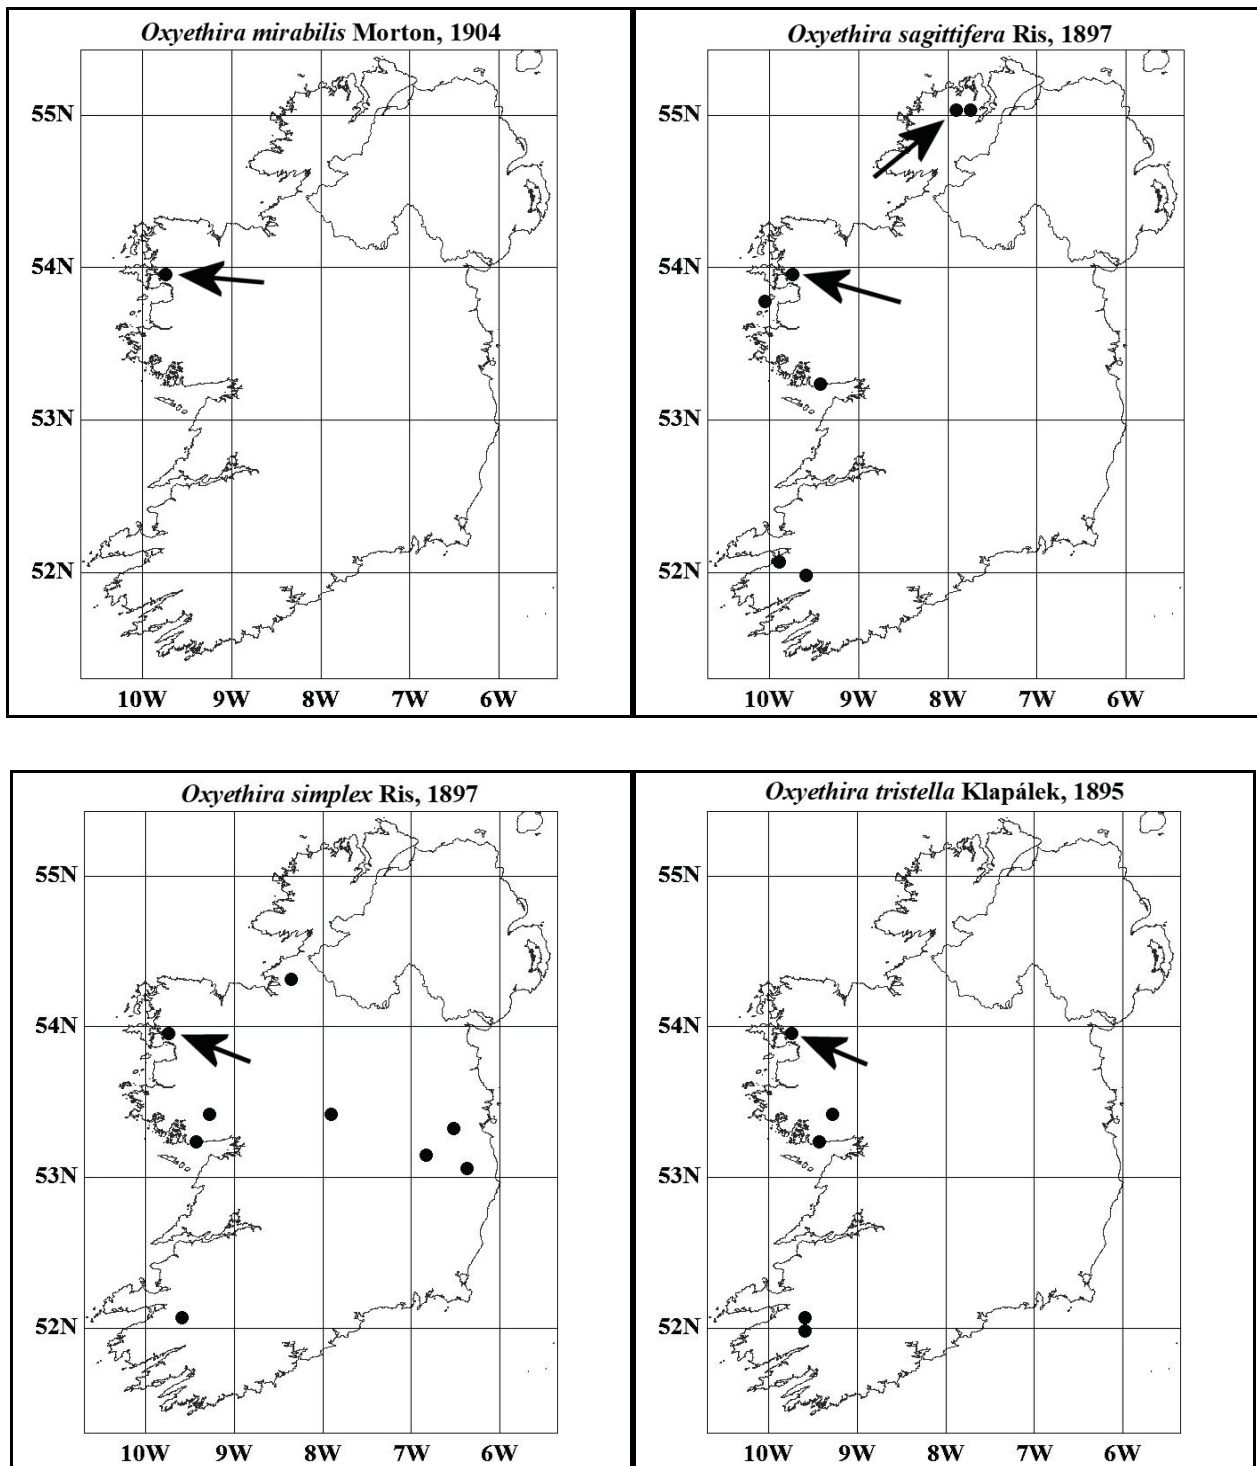 Oxyethira mirabilis Morton, 1904
55N
54N
53N
52N
10W 9W 8W 7W 6W
Oxyethira sagittifera Ris, 1897
55N
54N
53N
52N
10W 9W 8W 7W 6W
Oxyethira simplex Ris, 1897
55N
54N
53N
52N
10W 9W 8W 7W 6W
Oxyethira tristella Klapálek, 1895
55N
54N
53N
52N
10W 9W 8W 7W 6W